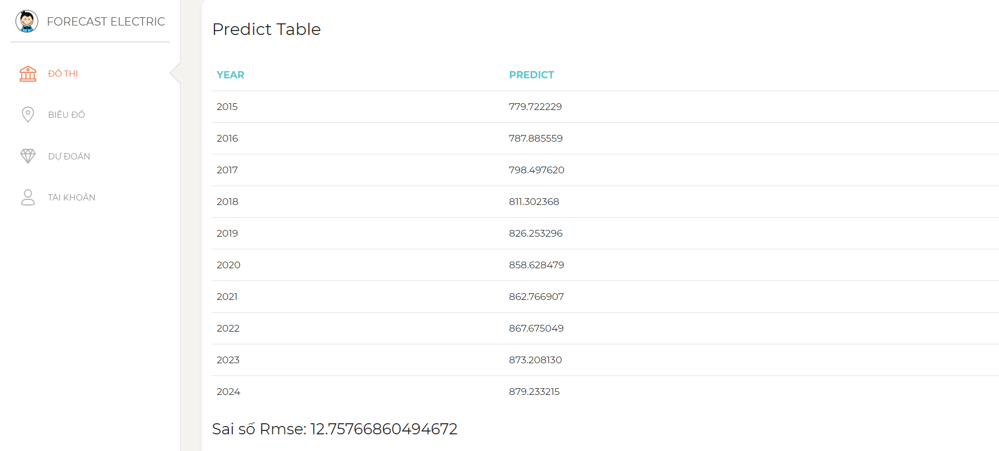 FORECAST ELECTRIC
ĐỒ THỊ
BIỂU ĐỒ
DỰ ĐOÁN
TÀI KHOẢN
Predict Table
YEAR PREDICT
2015 779.722229
2016 787.885559
2017 798.497620
2018 811.302368
2019 826.253296
2020 858.628479
2021 862.766907
2022 867.675049
2023 873.208130
2024 879.233215
Sai số Rmse: 12.75766860494672